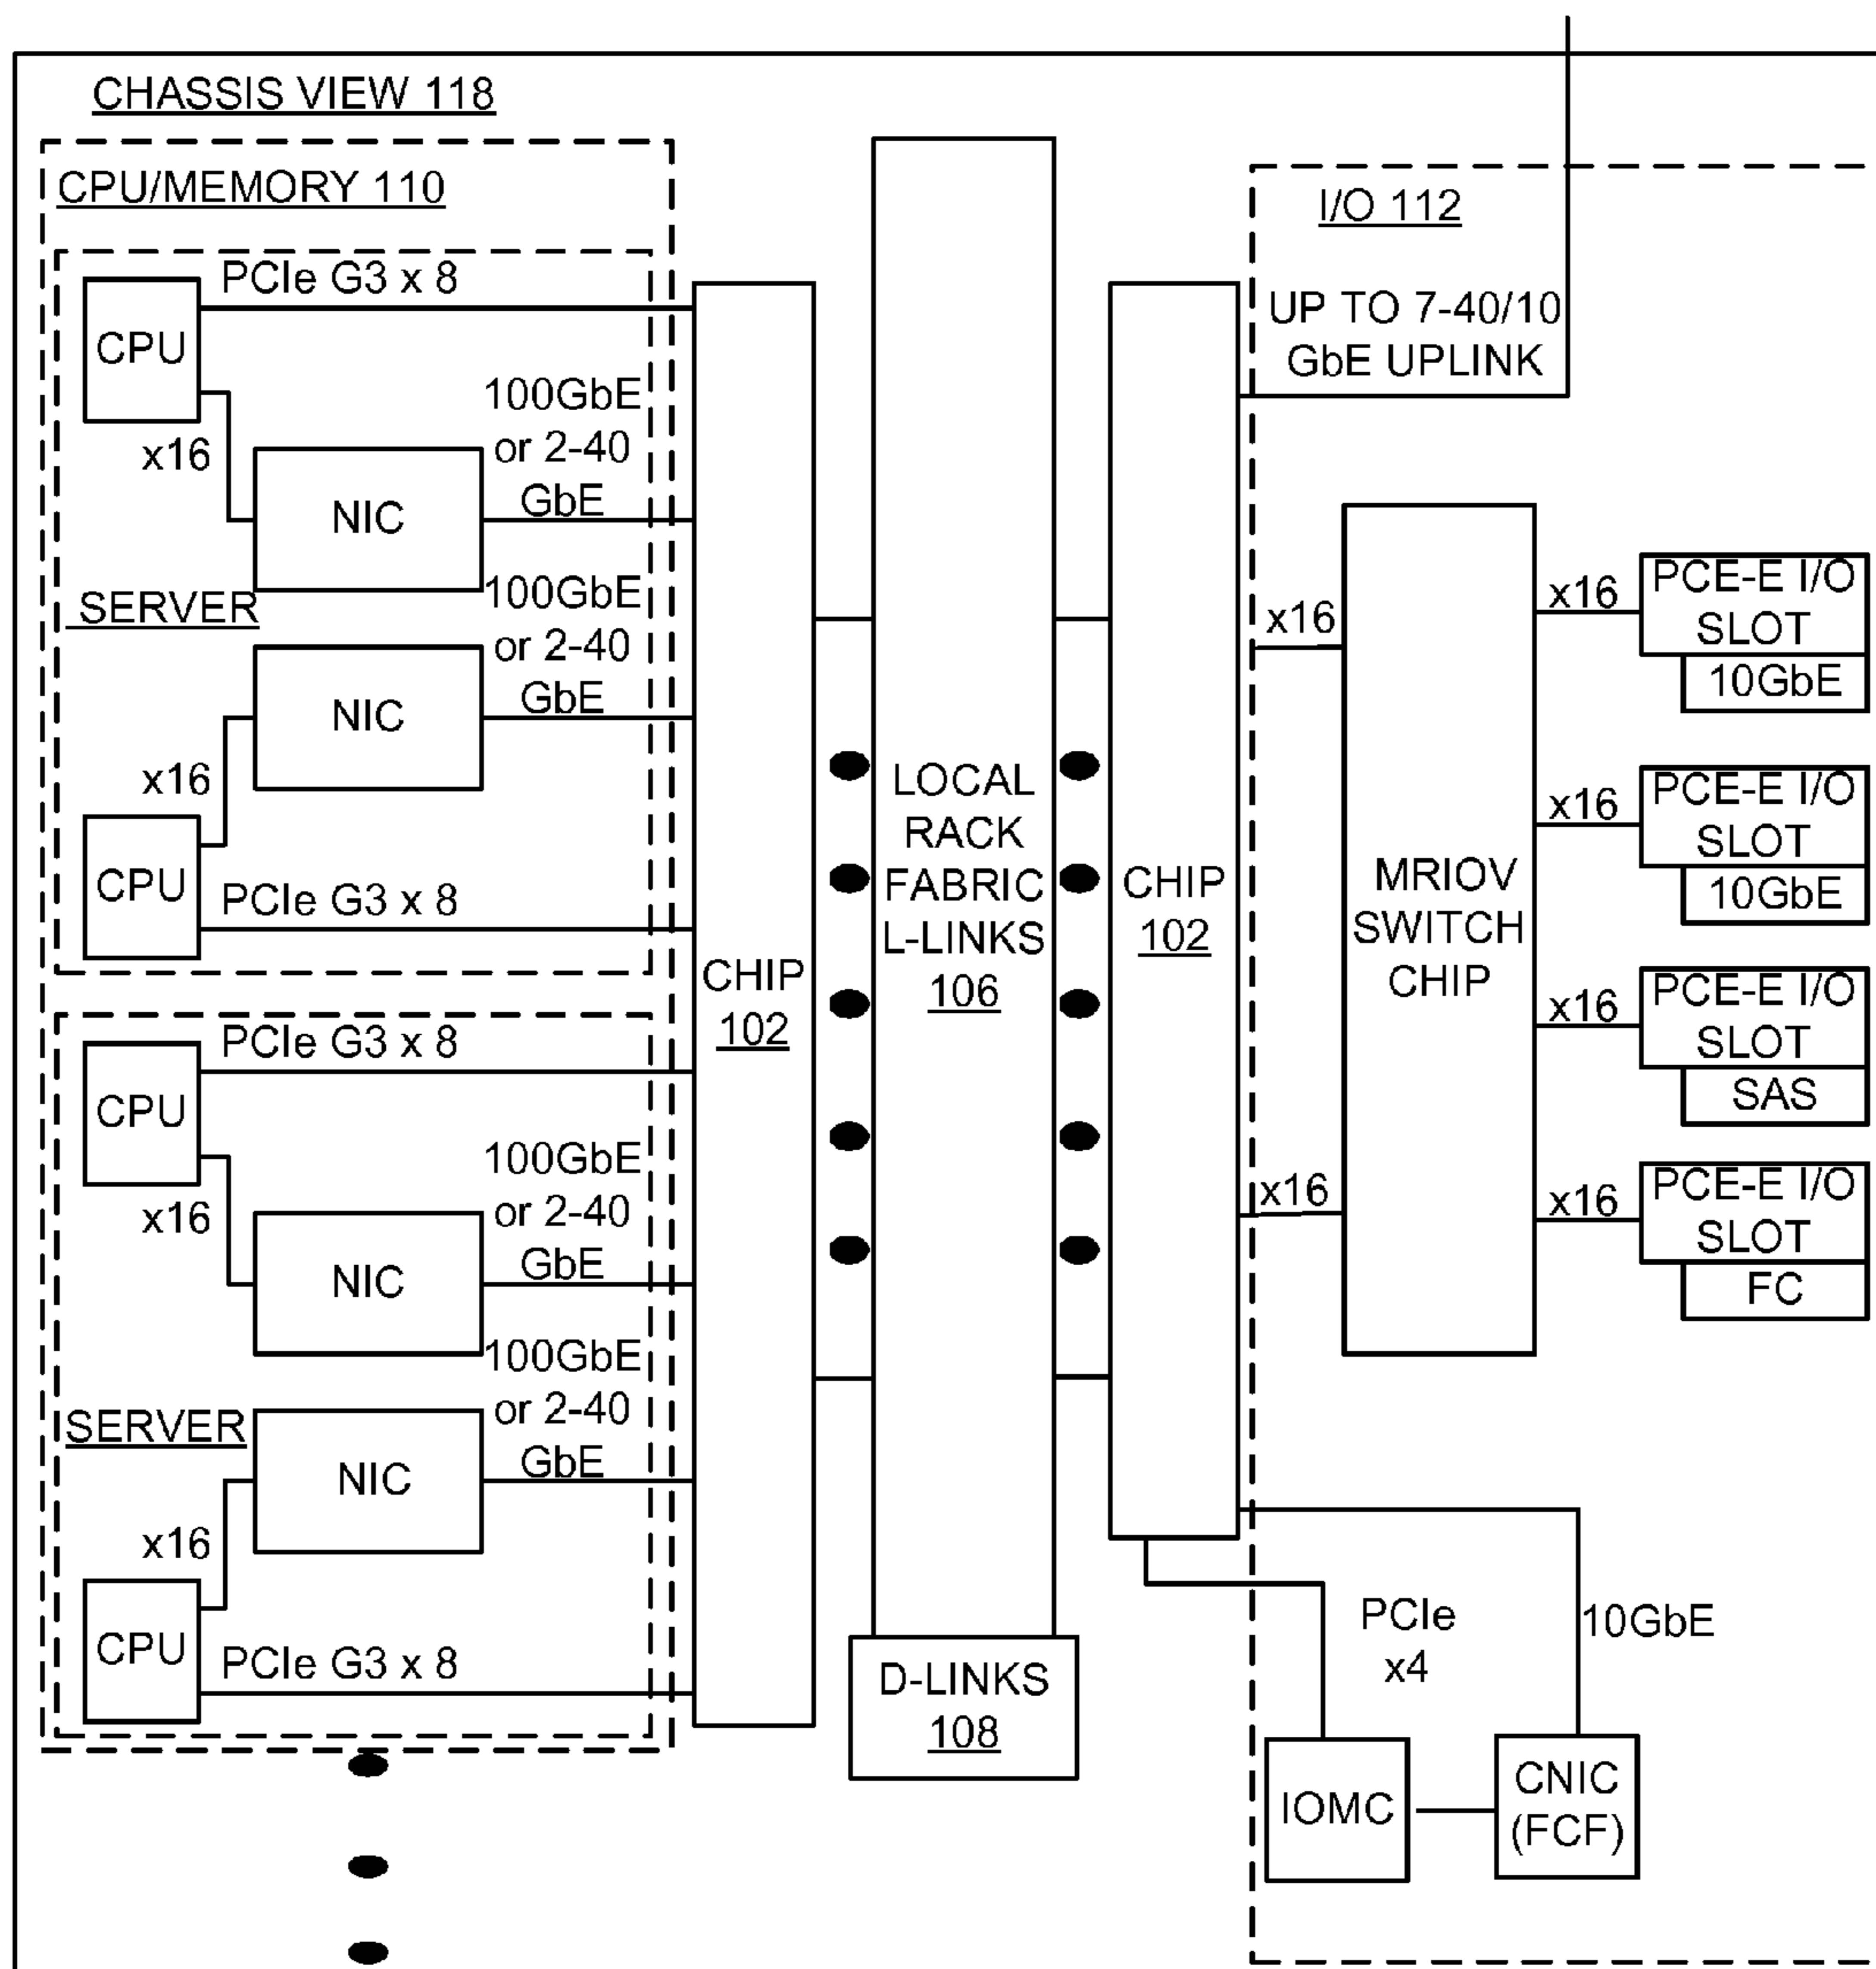 CHASSIS VIEW 118
CPU/MEMORY 110
PCIe G3 x 8
CPU
x16
100GbE
or 2-40
GbE
NIC
SERVER
100GbE
or 2-40
GbE
NIC
x16
CPU
PCIe G3 x 8
PCIe G3 x 8
CPU
x16
100GbE
or 2-40
GbE
NIC
SERVER
100GbE
or 2-40
GbE
NIC
x16
CPU
PCIe G3 x 8
CHIP
102
LOCAL
RACK
FABRIC
L-LINKS
106
D-LINKS
108
CHIP
102
I/O 112
UP TO 7-40/10
GbE UPLINK
x16
x16
MRIOV
SWITCH
CHIP
x16
PCE-E I/O
SLOT
10GbE
x16
PCE-E I/O
SLOT
10GbE
x16
PCE-E I/O
SLOT
SAS
x16
PCE-E I/O
SLOT
FC
PCIe
x4
10GbE
IOMC
CNIC
(FCF)